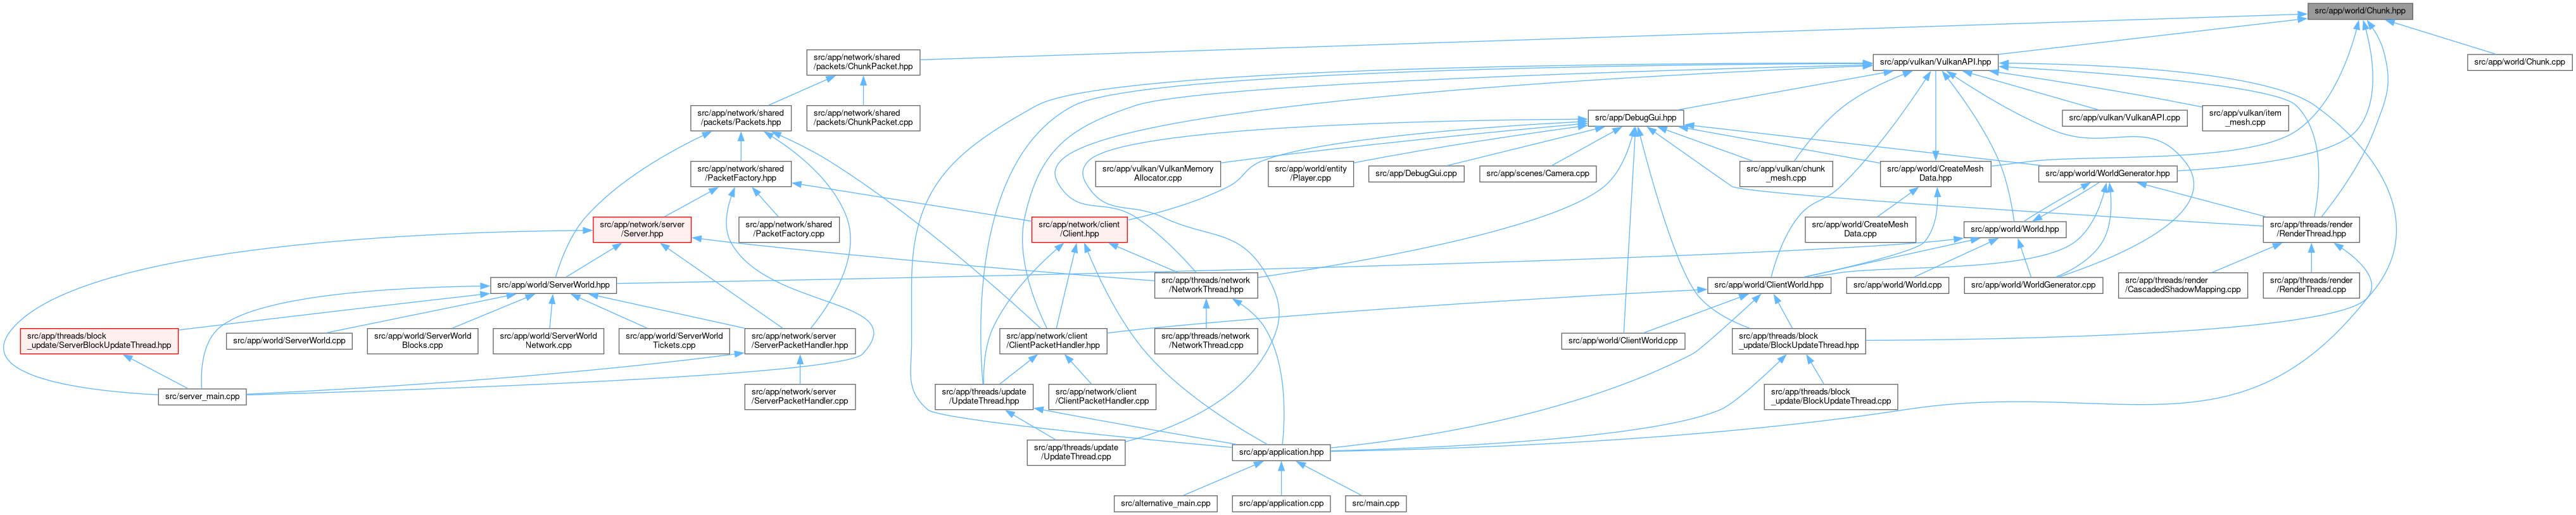 src/app/world/Chunk.hpp
src/app/network/shared
/packets/ChunkPacket.hpp
src/app/vulkan/VulkanAPI.hpp
src/app/world/Chunk.cpp
src/app/network/shared
/packets/Packets.hpp
src/app/network/shared
/packets/ChunkPacket.cpp
src/app/DebugGui.hpp
src/app/vulkan/VulkanAPI.cpp
src/app/vulkan/item
_mesh.cpp
src/app/network/shared
/PacketFactory.hpp
src/app/vulkan/VulkanMemory
Allocator.cpp
src/app/world/entity
/Player.cpp
src/app/DebugGui.cpp
src/app/scenes/Camera.cpp
src/app/vulkan/chunk
_mesh.cpp
src/app/world/CreateMesh
Data.hpp
src/app/world/WorldGenerator.hpp
src/app/network/server
/Server.hpp
src/app/network/shared
/PacketFactory.cpp
src/app/network/client
/Client.hpp
src/app/world/CreateMesh
Data.cpp
src/app/world/World.hpp
src/app/threads/render
/RenderThread.hpp
src/app/world/ServerWorld.hpp
src/app/threads/network
/NetworkThread.hpp
src/app/world/ClientWorld.hpp
src/app/world/World.cpp
src/app/world/WorldGenerator.cpp
src/app/threads/render
/CascadedShadowMapping.cpp
src/app/threads/render
/RenderThread.cpp
src/app/threads/block
_update/ServerBlockUpdateThread.hpp
src/app/world/ServerWorld.cpp
src/app/world/ServerWorld
Blocks.cpp
src/app/world/ServerWorld
Network.cpp
src/app/world/ServerWorld
Tickets.cpp
src/app/network/server
/ServerPacketHandler.hpp
src/app/network/client
/ClientPacketHandler.hpp
src/app/threads/network
/NetworkThread.cpp
src/app/world/ClientWorld.cpp
src/app/threads/block
_update/BlockUpdateThread.hpp
src/server_main.cpp
src/app/network/server
/ServerPacketHandler.cpp
src/app/threads/update
/UpdateThread.hpp
src/app/network/client
/ClientPacketHandler.cpp
src/app/threads/block
_update/BlockUpdateThread.cpp
src/app/threads/update
/UpdateThread.cpp
src/app/application.hpp
src/alternative_main.cpp
src/app/application.cpp
src/main.cpp